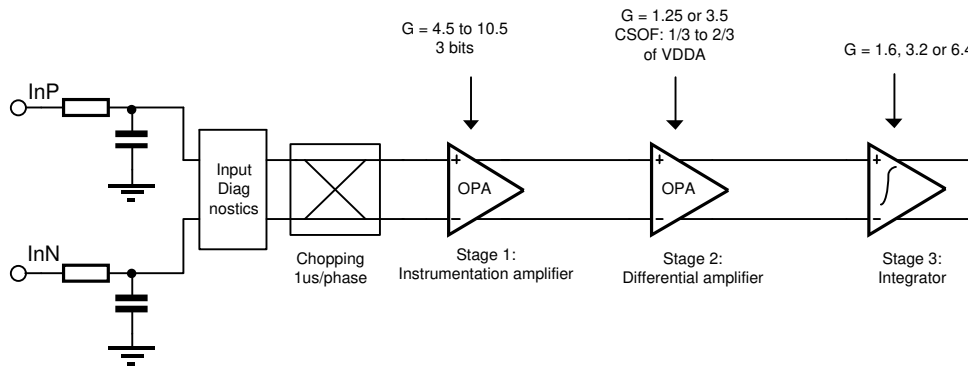 G = 4.5 to 10.5
3 bits
G = 1.25 or 3.5
CSOF: 1/3 to 2/3
of VDDA
G = 1.6, 3.2 or 6.4
InP
InN
Input
Diag
nostics
Chopping
1us/phase
+
OPA
−
Stage 1:
Instrumentation amplifier
+
OPA
−
Stage 2:
Differential amplifier
+
∫
−
Stage 3:
Integrator